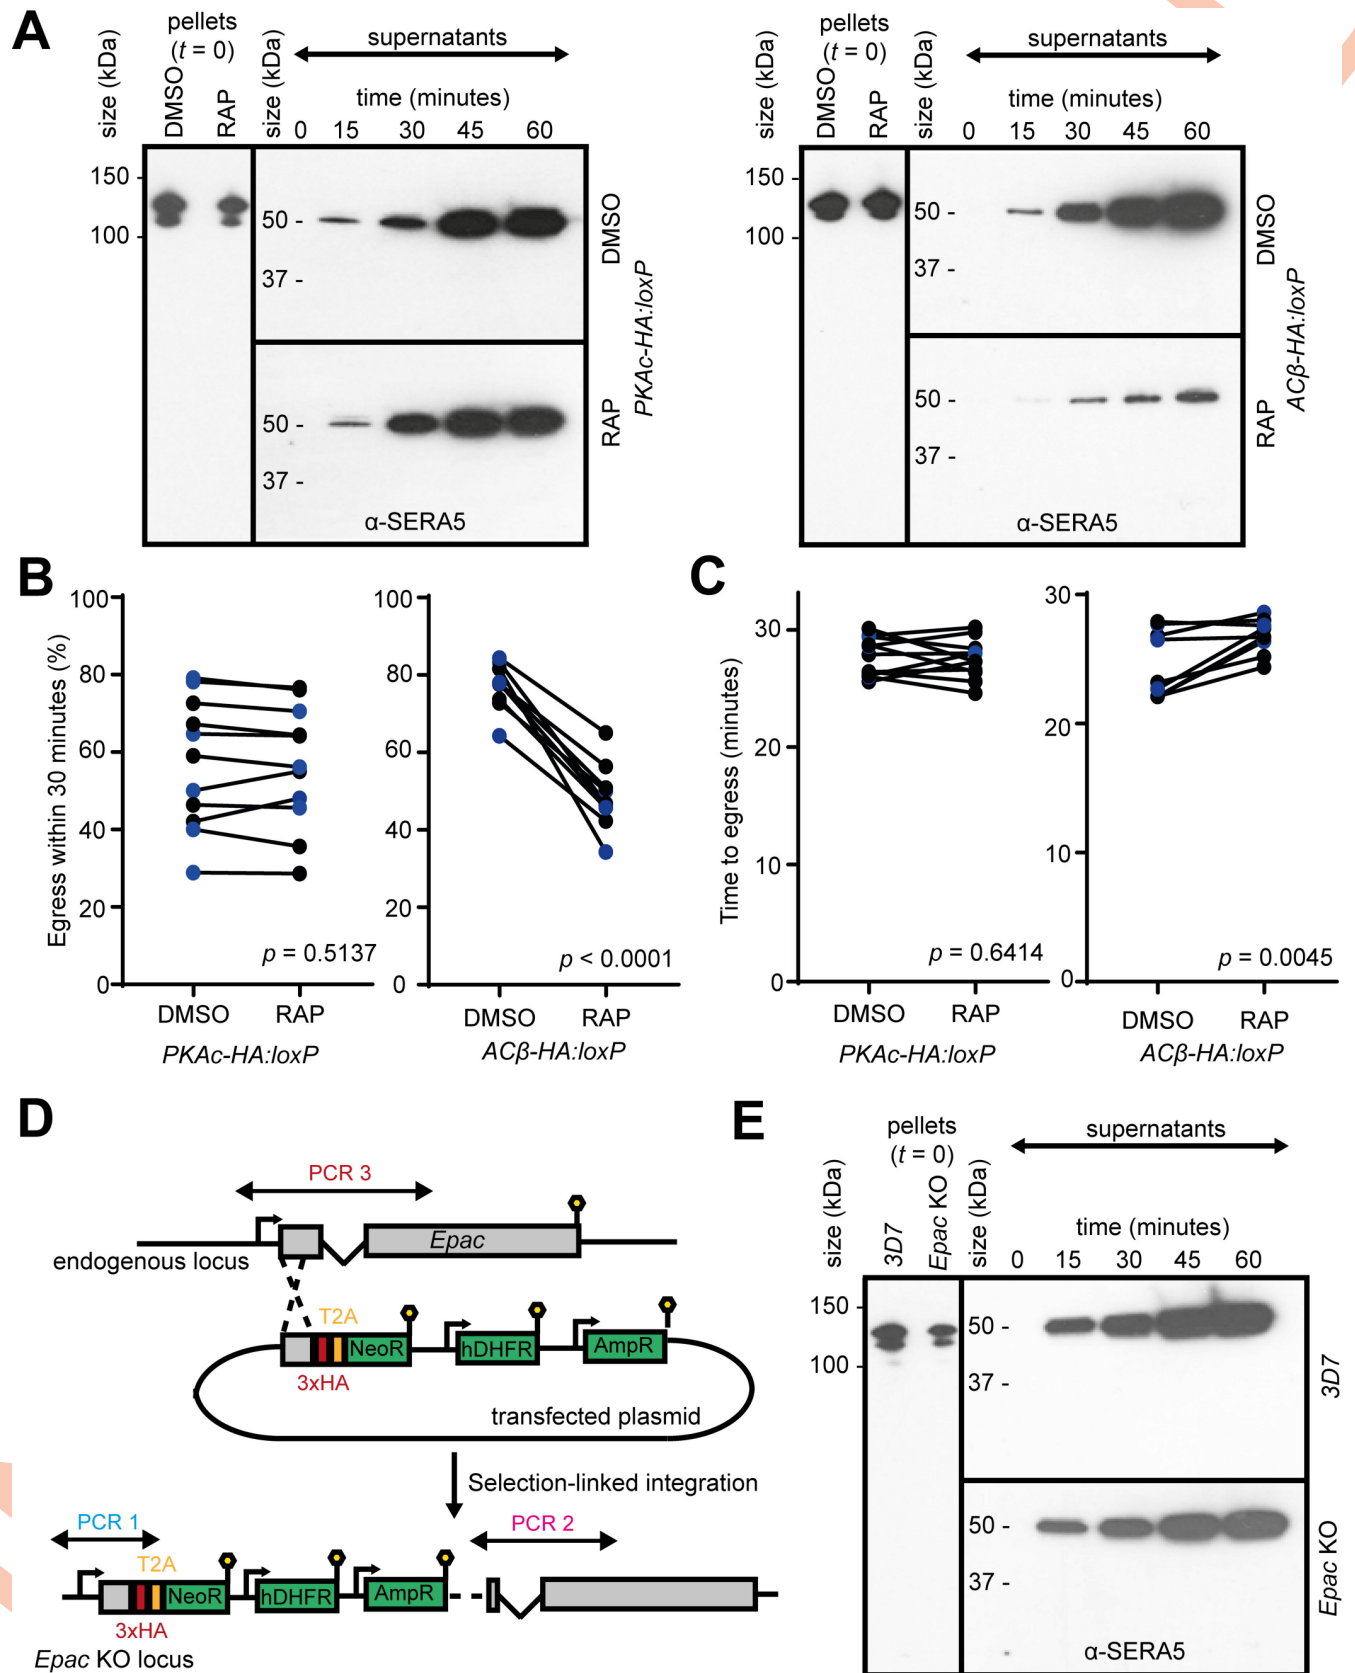 A
size (kDa)
pellets
(t = 0)
DMSO
RAP
size (kDa)
supernatants
time (minutes)
0 15 30 45 60
150 -
100 -
50 -
37 -
DMSO
50 -
37 -
RAP
PKAc-HA:loxP
α-SERA5
size (kDa)
pellets
(t = 0)
DMSO
RAP
size (kDa)
supernatants
time (minutes)
0 15 30 45 60
150 -
100 -
50 -
37 -
DMSO
50 -
37 -
RAP
ACβ-HA:loxP
α-SERA5
B
Egress within 30 minutes (%)
100
80
60
40
20
0
p = 0.5137
DMSO RAP
PKAc-HA:loxP
100
80
60
40
20
0
p < 0.0001
DMSO RAP
ACβ-HA:loxP
C
Time to egress (minutes)
30
20
10
0
p = 0.6414
DMSO RAP
PKAc-HA:loxP
30
20
10
0
p = 0.0045
DMSO RAP
ACβ-HA:loxP
D
PCR 3
Epac
endogenous locus
T2A
NeoR hDHFR AmpR
3xHA
transfected plasmid
Selection-linked integration
PCR 1
PCR 2
T2A
NeoR hDHFR AmpR
3xHA
Epac KO locus
E
size (kDa)
pellets
(t = 0)
3D7
Epac KO
size (kDa)
supernatants
time (minutes)
0 15 30 45 60
150 -
100 -
50 -
37 -
3D7
50 -
37 -
Epac KO
α-SERA5